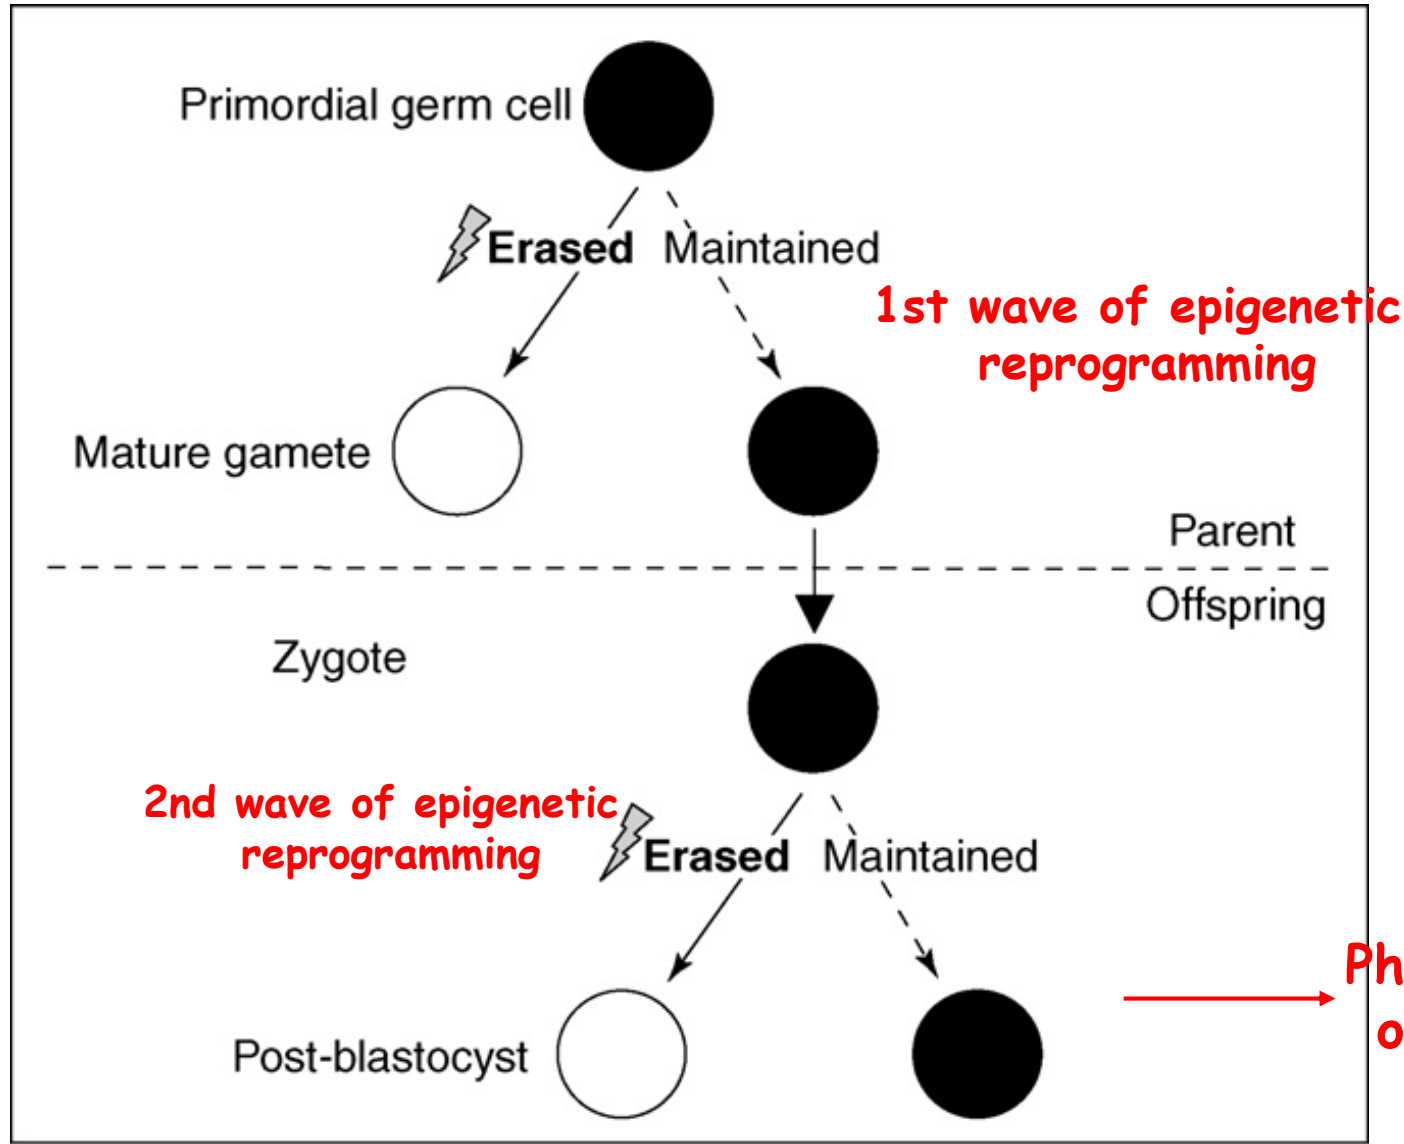 Primordial germ cell
Erased Maintained
1st wave of epigenetic
reprogramming
Mature gamete
Parent
Offspring
Zygote
2nd wave of epigenetic
reprogramming
Erased Maintained
Post-blastocyst